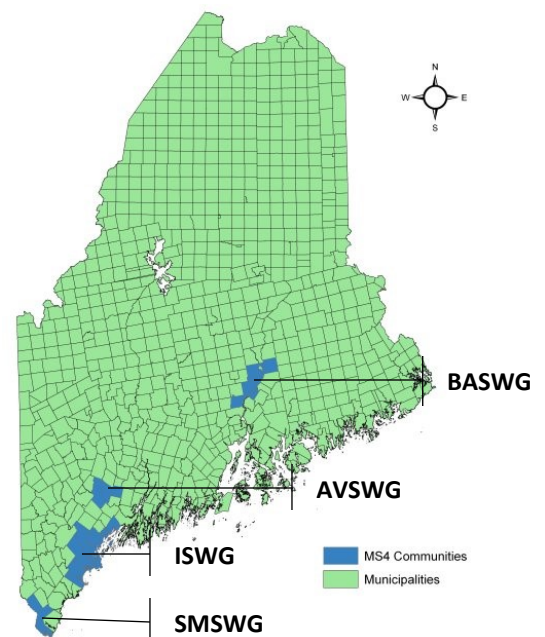 N
W E
S
BASWG
AVSWG
ISWG
MS4 Communities
Municipalities
SMSWG